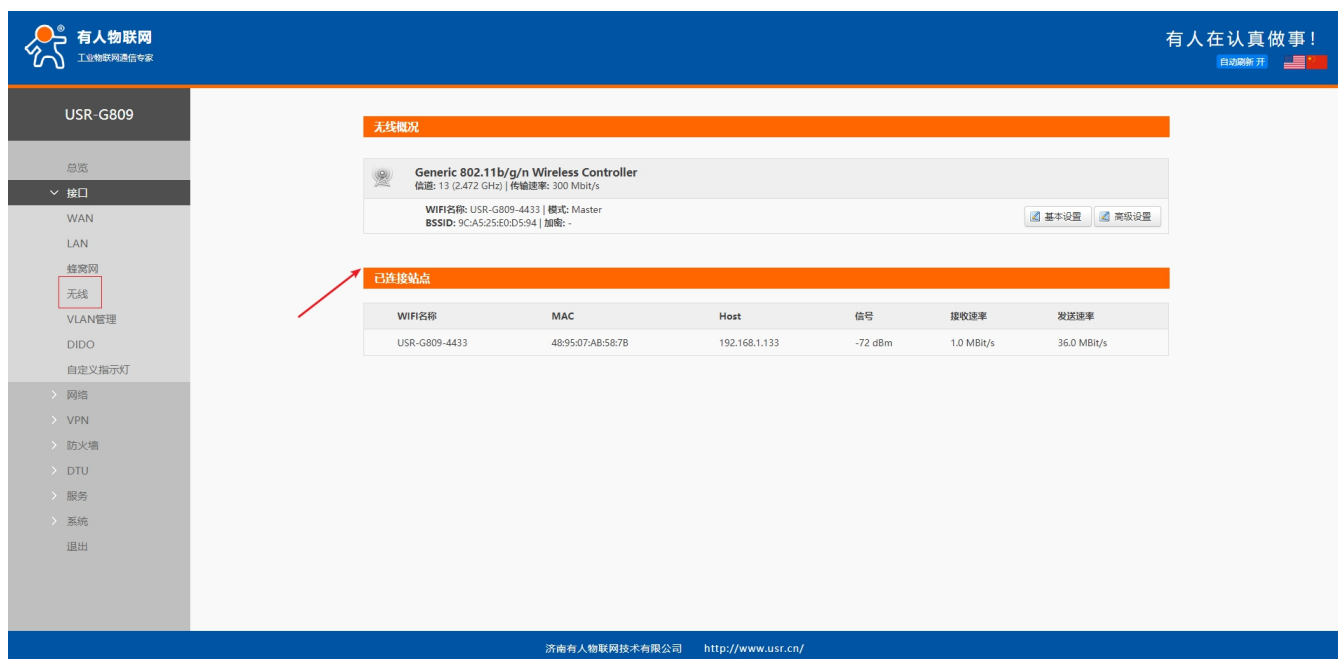 有人物联网
工业物联网通信专家
有人在认真做事!
自动刷新 开
USR-G809
总览
接口
WAN
LAN
蜂窝网
无线
VLAN管理
DIDO
自定义指示灯
网络
VPN
防火墙
DTU
服务
系统
退出
无线概况
Generic 802.11b/g/n Wireless Controller
信道: 13 (2.472 GHz) | 传输速率: 300 Mbit/s
WIFI名称: USR-G809-4433 | 模式: Master
BSSID: 9C:A5:25:E0:D5:94 | 加密: -
基本设置 高级设置
已连接站点
WIFI名称 MAC Host 信号 接收速率 发送速率
USR-G809-4433 48:95:07:AB:58:7B 192.168.1.133 -72 dBm 1.0 MBit/s 36.0 MBit/s
济南有人物联网技术有限公司 http://www.usr.cn/